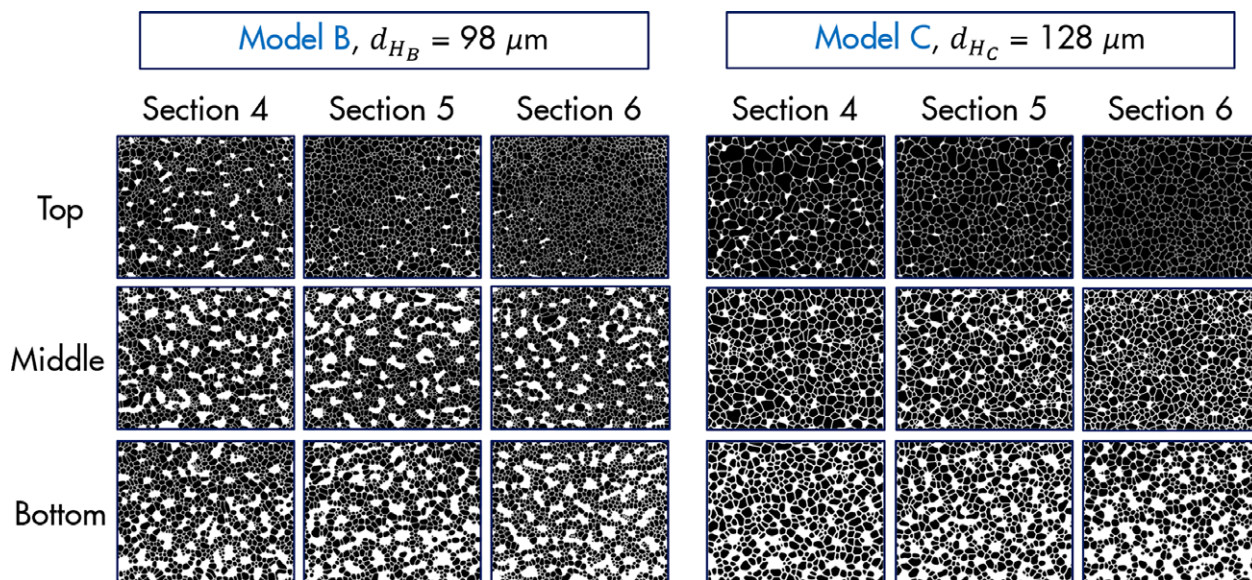 Model B, d_{H_B} = 98 μm
Model C, d_{H_C} = 128 μm
Section 4 Section 5 Section 6 Section 4 Section 5 Section 6
Top
Middle
Bottom